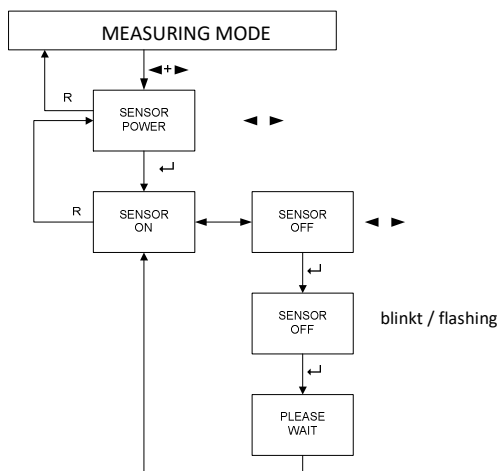 MEASURING MODE
◄+►
R
SENSOR
POWER
◄ ►
↵
R
SENSOR
ON
SENSOR
OFF
◄ ►
↵
SENSOR
OFF
blinkt / flashing
↵
PLEASE
WAIT